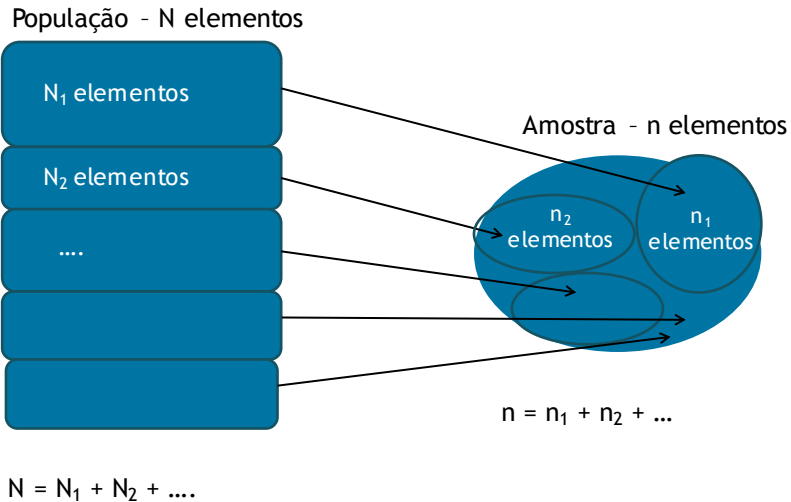 População – N elementos
N₁ elementos
N₂ elementos
....
Amostra – n elementos
n₂
elementos
n₁
elementos
n = n₁ + n₂ + ...
N = N₁ + N₂ + ....